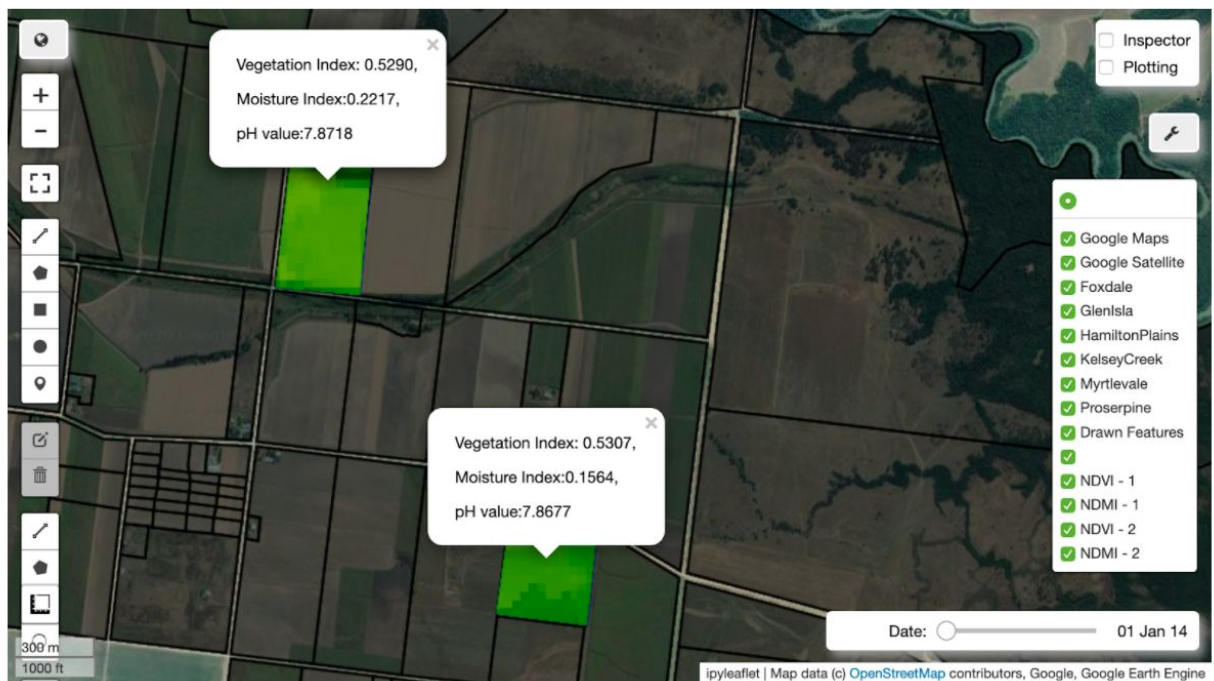 Vegetation Index: 0.5290,
Moisture Index:0.2217,
pH value:7.8718
Inspector
Plotting
Google Maps
Google Satellite
Foxdale
GlenIsla
HamiltonPlains
KelseyCreek
Myrtlevale
Proserpine
Drawn Features
NDVI - 1
NDMI - 1
NDVI - 2
NDMI - 2
Vegetation Index: 0.5307,
Moisture Index:0.1564,
pH value:7.8677
Date: 01 Jan 14
300 m
1000 ft
ipyleaflet | Map data (c) OpenStreetMap contributors, Google, Google Earth Engine